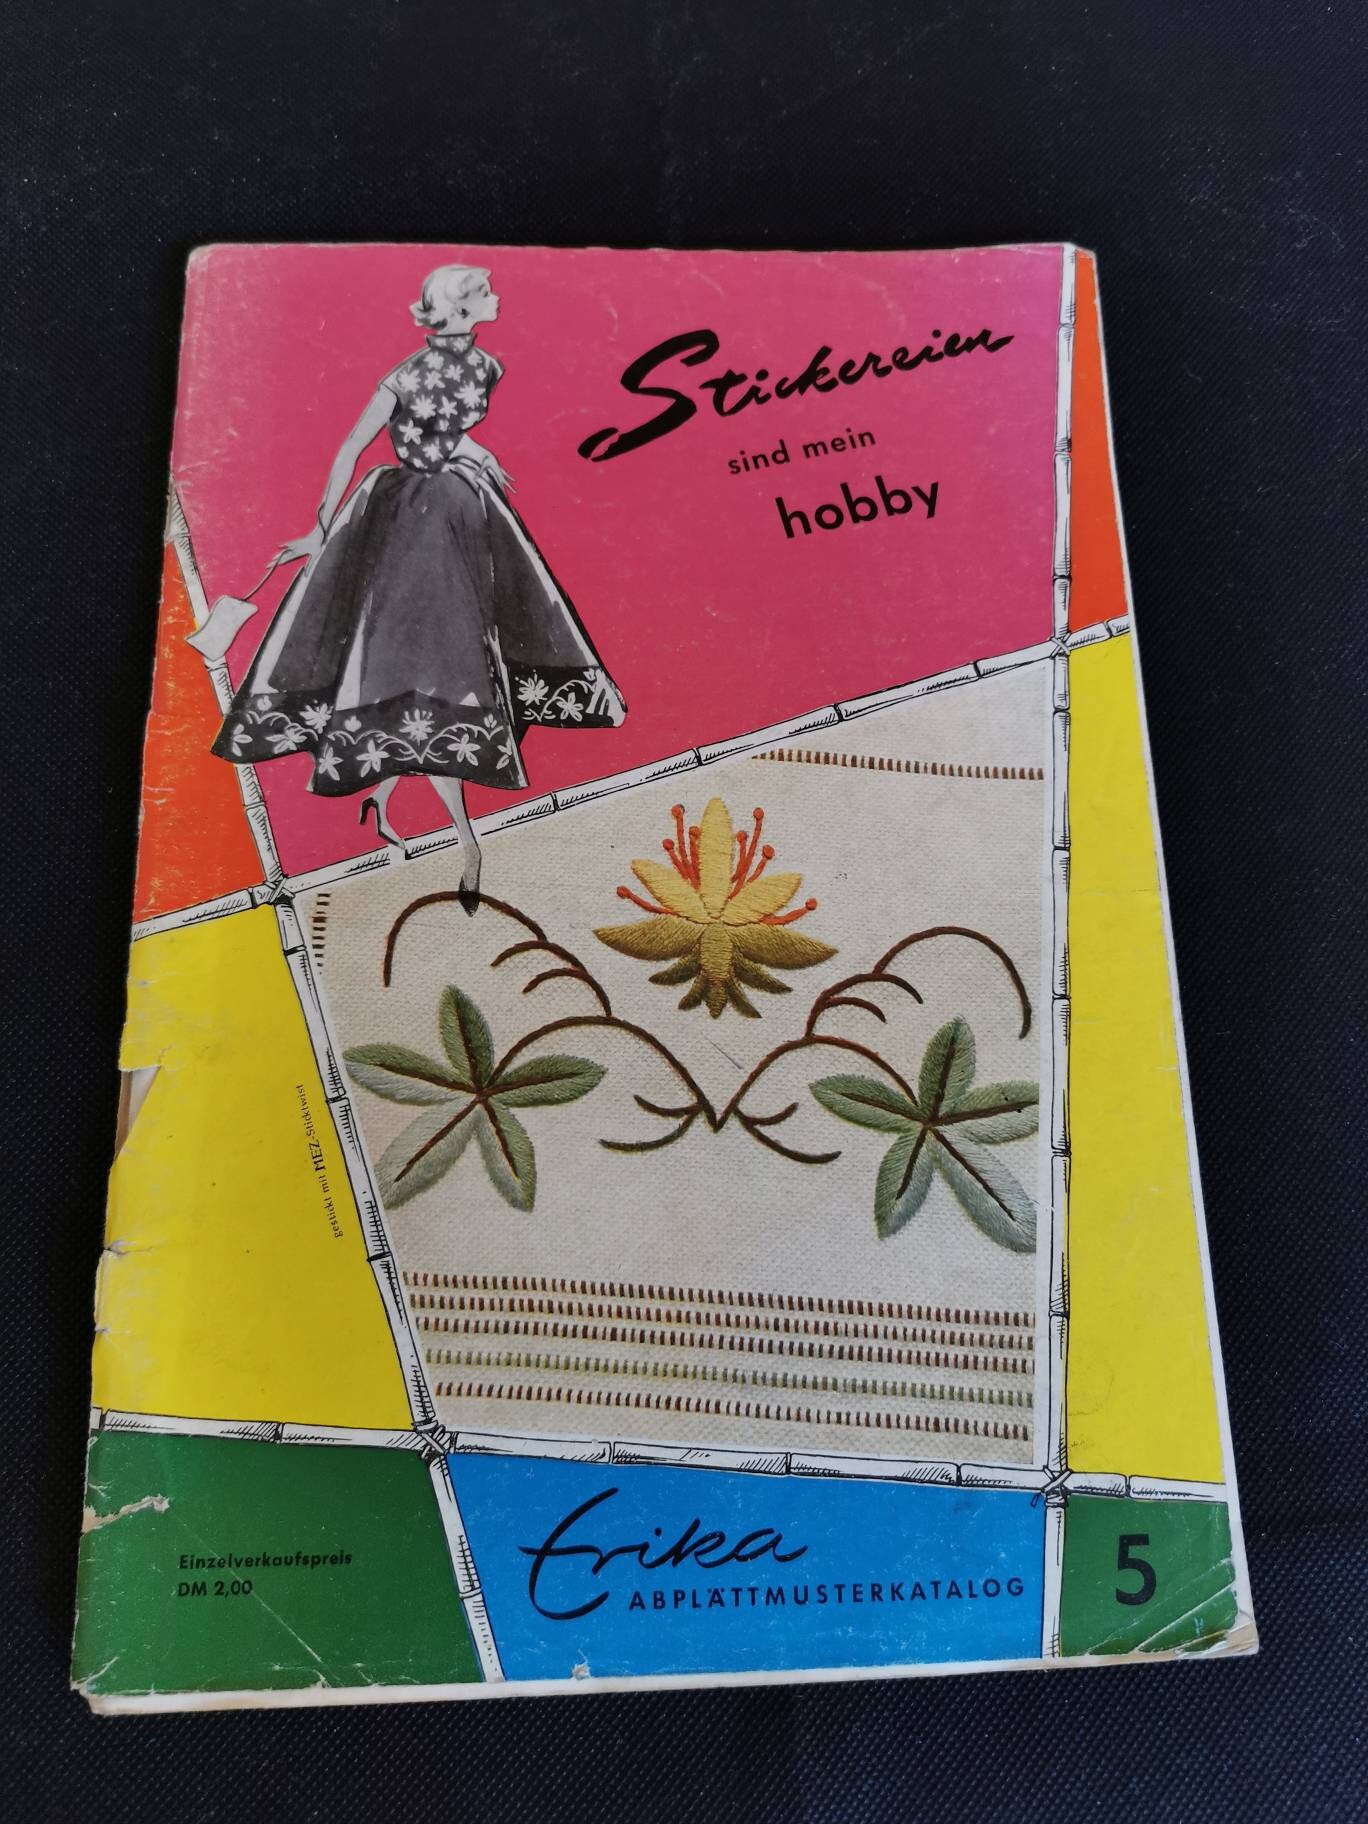 Stickereien
sind mein
hobby
gestickt mit MEZ-Sticktwist
Einzelverkaufspreis
DM 2,00
Erika
ABPLÄTTMUSTERKATALOG
5